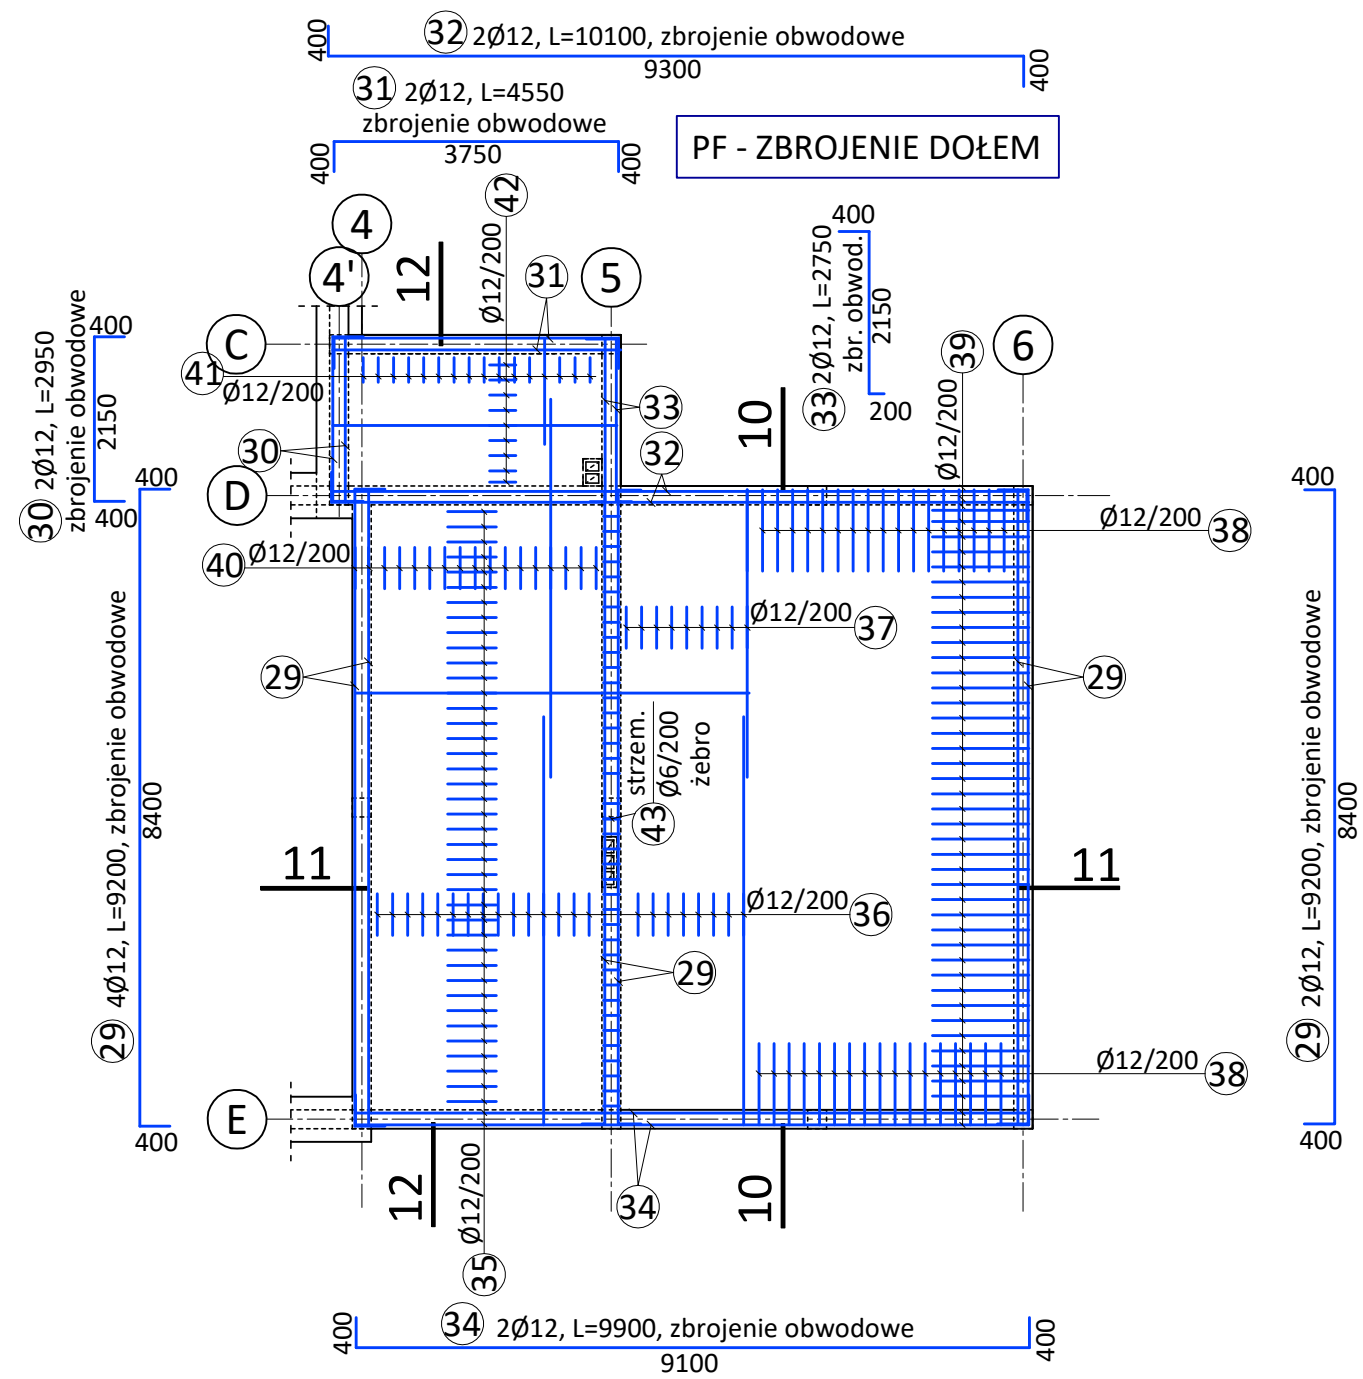 32 2Ø12, L=10100, zbrojenie obwodowe
400
9300
400
31 2Ø12, L=4550
zbrojenie obwodowe
400
3750
400
PF - ZBROJENIE DOŁEM
42
Ø12/200
4
4'
12
31
5
33 2Ø12, L=2750
zbr. obwod.
400
2150
200
39
Ø12/200
6
30 2Ø12, L=2950
zbrojenie obwodowe
400
2150
400
C
41
Ø12/200
33
10
30
32
D
400
400
Ø12/200
38
40
Ø12/200
Ø12/200
37
29 4Ø12, L=9200, zbrojenie obwodowe
8400
29
29
29 2Ø12, L=9200, zbrojenie obwodowe
8400
strzem.
Ø6/200
żebro
43
11
11
Ø12/200
36
29
Ø12/200
38
E
400
400
12
Ø12/200
35
34
10
34 2Ø12, L=9900, zbrojenie obwodowe
400
9100
400